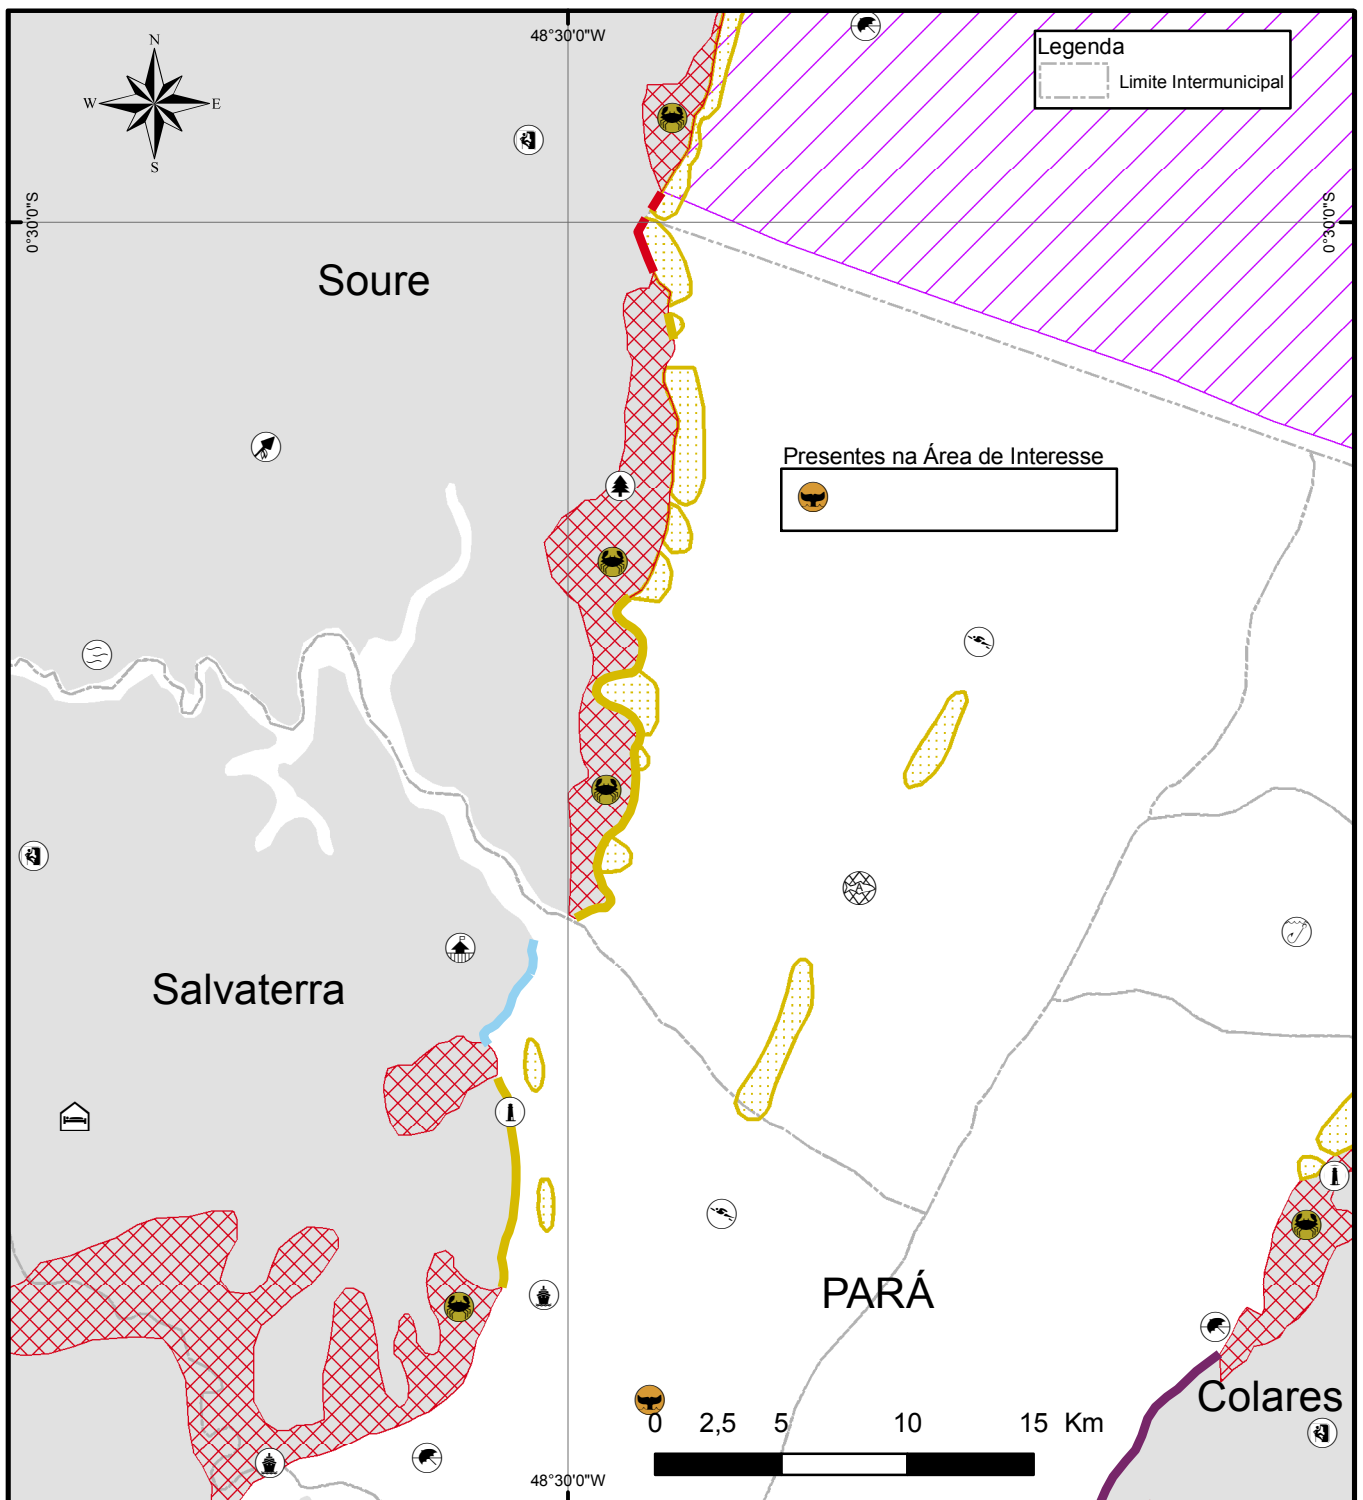 48°30'0"W
N
W
E
S
Legenda
Limite Intermunicipal
0°30'0"S
0°30'0"S
Soure
Presentes na Área de Interesse
A
Salvaterra
PARÁ
Colares
0 2,5 5 10 15 Km
48°30'0"W